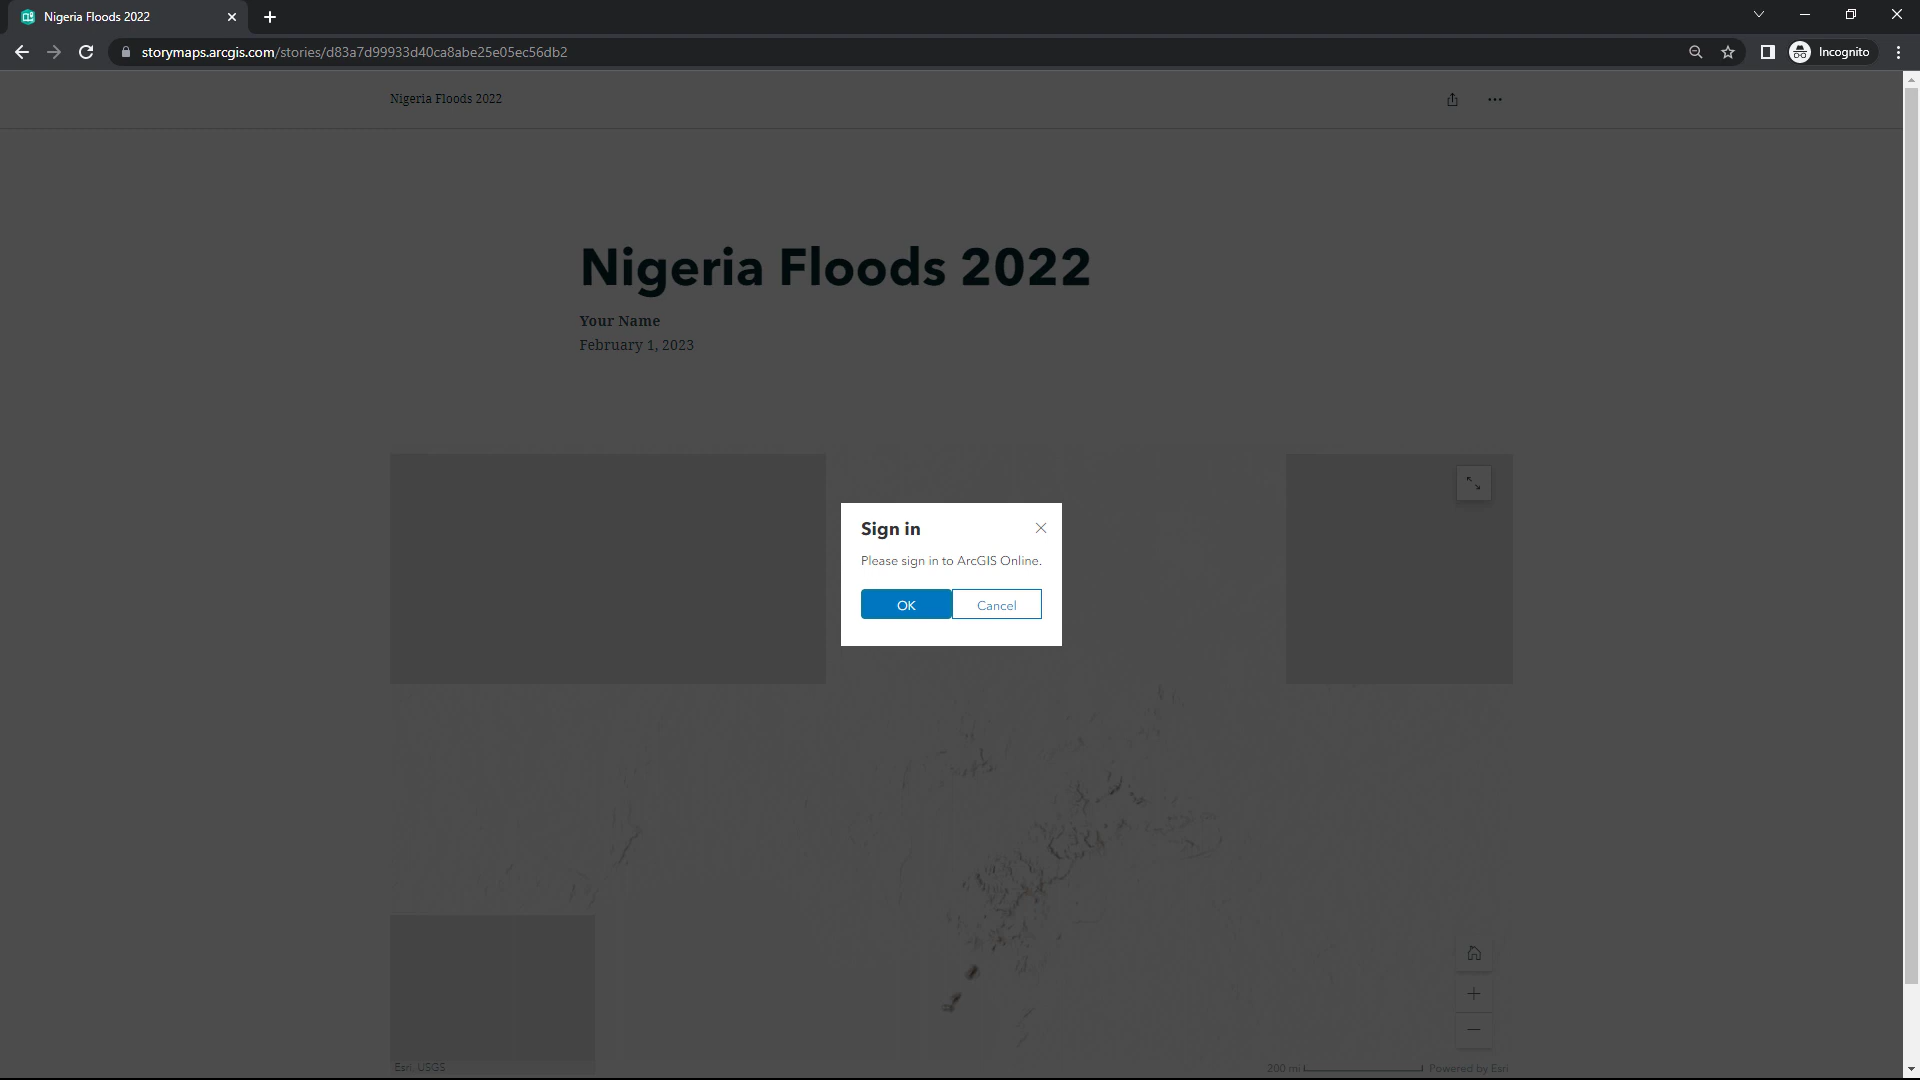 Nigeria Floods 2022
storymaps.arcgis.com/stories/d83a7d99933d40ca8abe25e05ec56db2
Incognito
Nigeria Floods 2022
Nigeria Floods 2022
Your Name
February 1, 2023
Sign in
Please sign in to ArcGIS Online.
OK
Cancel
Esri, USGS
200 mi
Powered by Esri